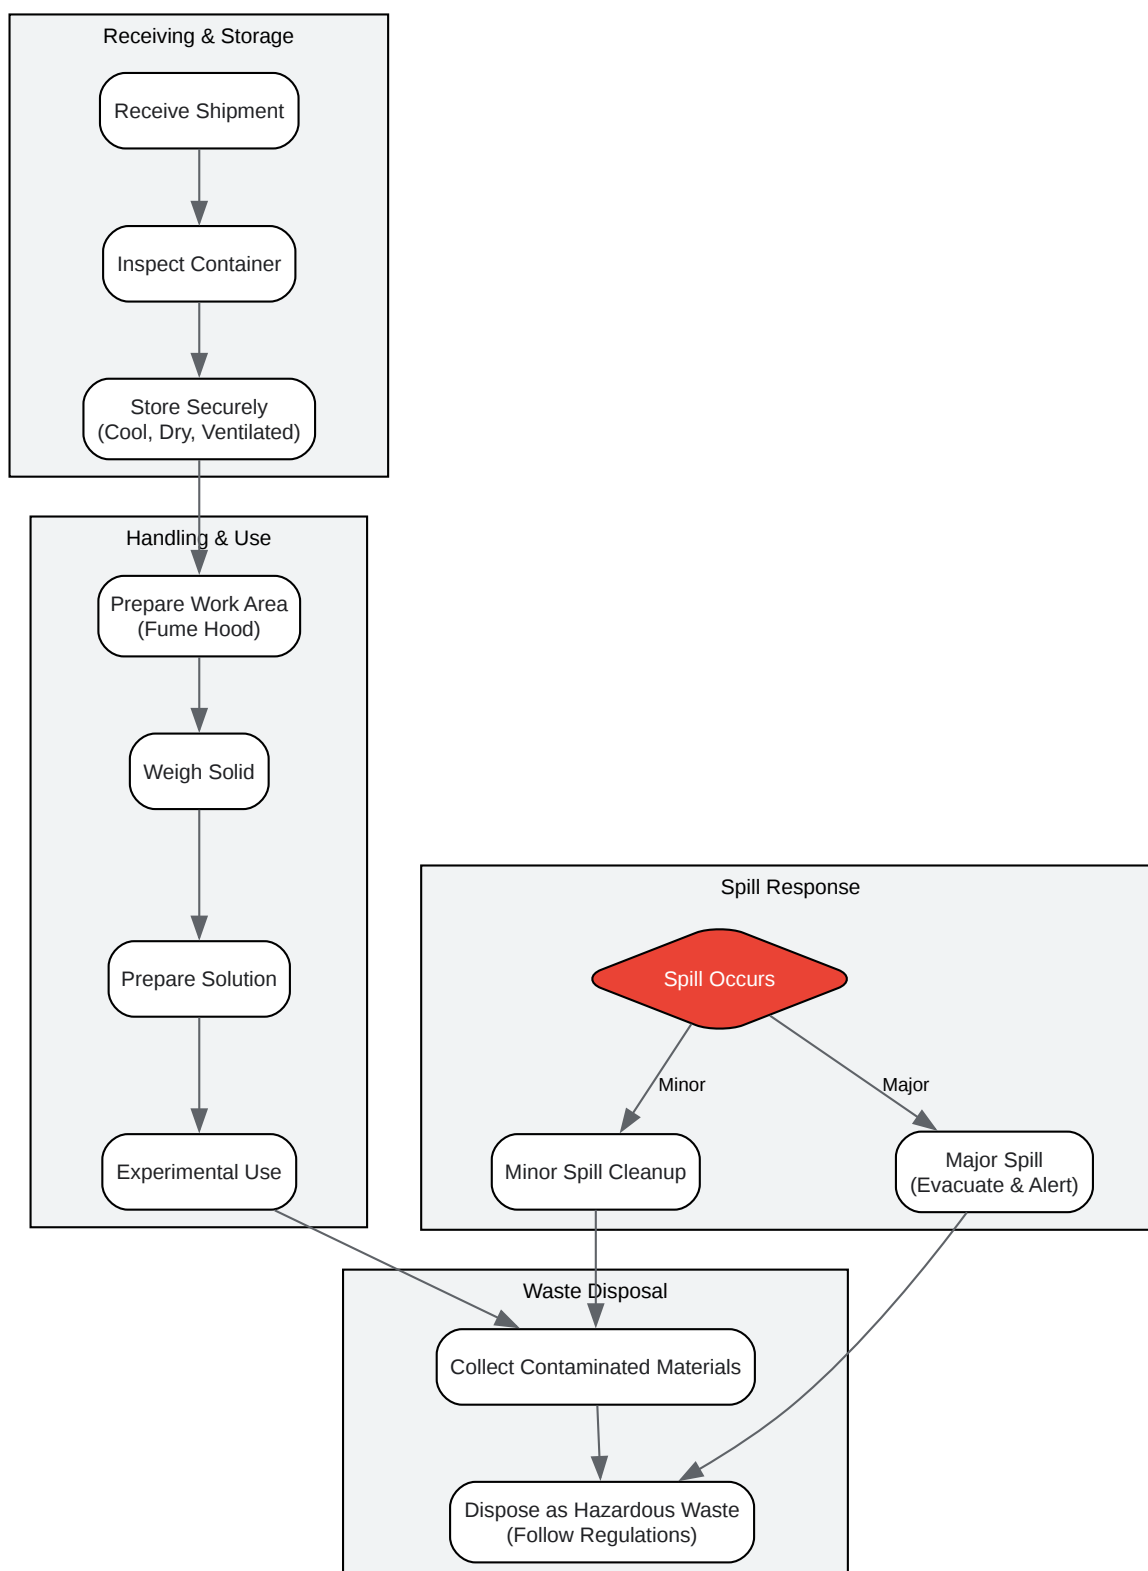 Receiving & Storage
Receive Shipment
Inspect Container
Store Securely
(Cool, Dry, Ventilated)
Handling & Use
Prepare Work Area
(Fume Hood)
Weigh Solid
Prepare Solution
Experimental Use
Spill Response
Spill Occurs
Minor
Major
Minor Spill Cleanup
Major Spill
(Evacuate & Alert)
Waste Disposal
Collect Contaminated Materials
Dispose as Hazardous Waste
(Follow Regulations)